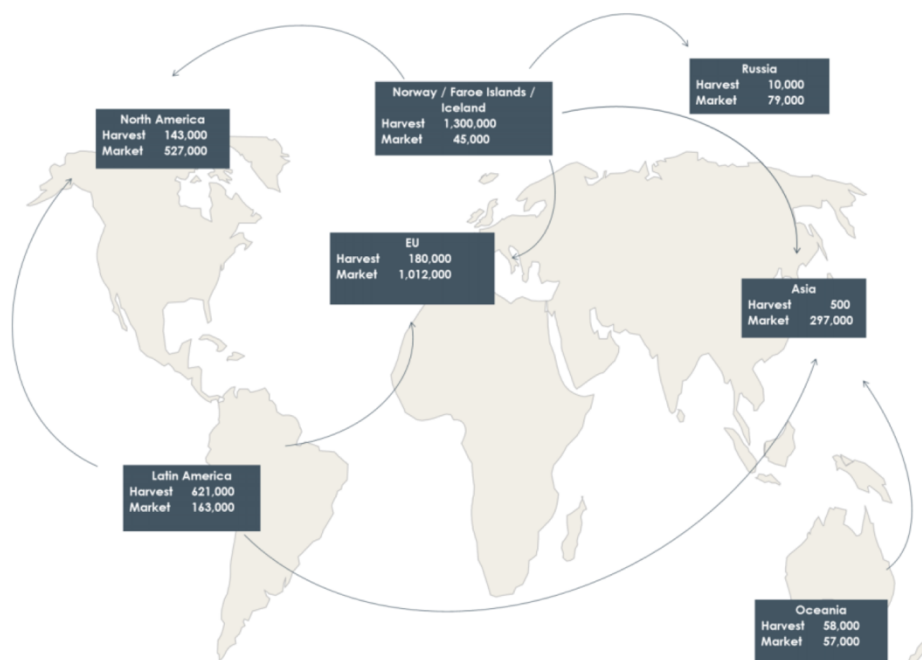 Russia
Harvest 10,000
Market 79,000
Norway / Faroe Islands /
Iceland
Harvest 1,300,000
Market 45,000
North America
Harvest 143,000
Market 527,000
EU
Harvest 180,000
Market 1,012,000
Asia
Harvest 500
Market 297,000
Latin America
Harvest 621,000
Market 163,000
Oceania
Harvest 58,000
Market 57,000